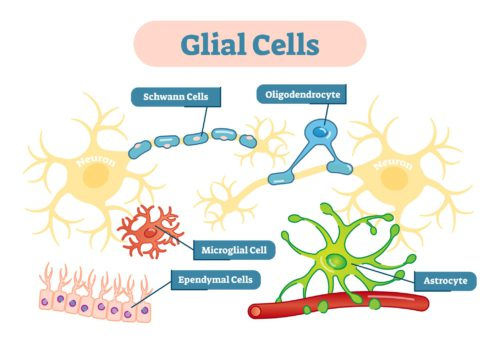 Glial Cells
Schwann Cells
Oligodendrocyte
Neuron
Neuron
Microglial Cell
Ependymal Cells
Astrocyte